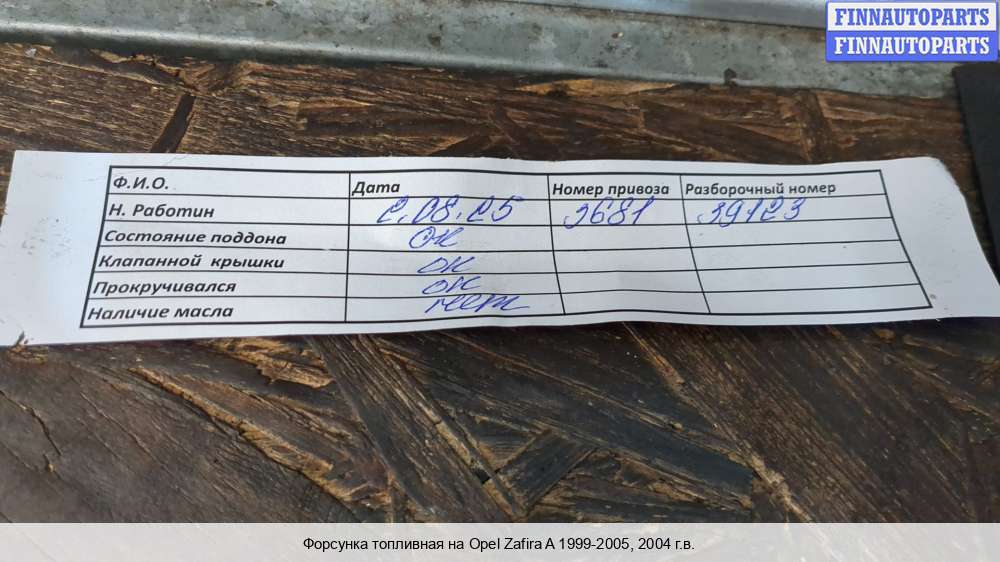 FINNAUTOPARTS
FINNAUTOPARTS
Ф.И.О. Дата Номер привоза Разборочный номер
Н. Работин 2.08.25 3681 39123
Состояние поддона ок
Клапанной крышки ок
Прокручивался ок
Наличие масла нет
Форсунка топливная на Opel Zafira A 1999-2005, 2004 г.в.